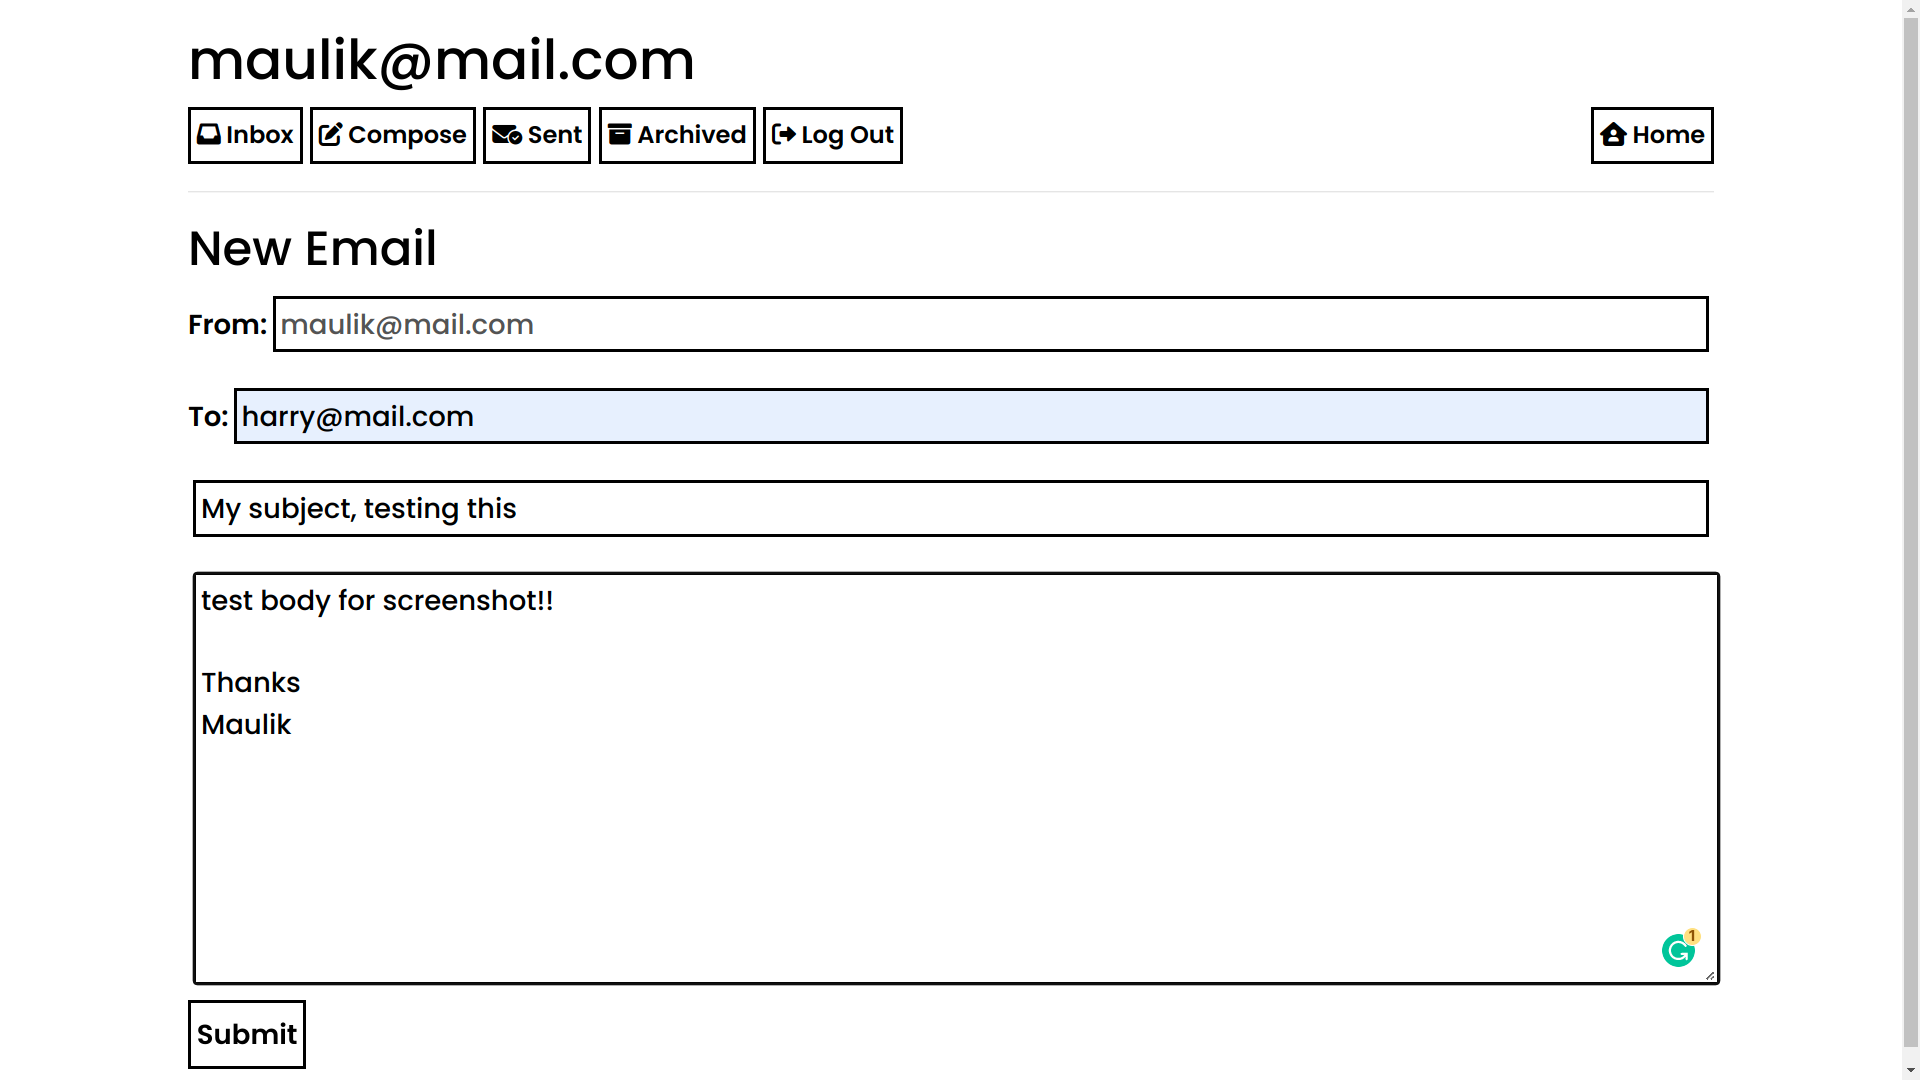 maulik@mail.com
Inbox Compose Sent Archived Log Out Home
New Email
From: maulik@mail.com
To: harry@mail.com
My subject, testing this
test body for screenshot!!
Thanks
Maulik
1
Submit